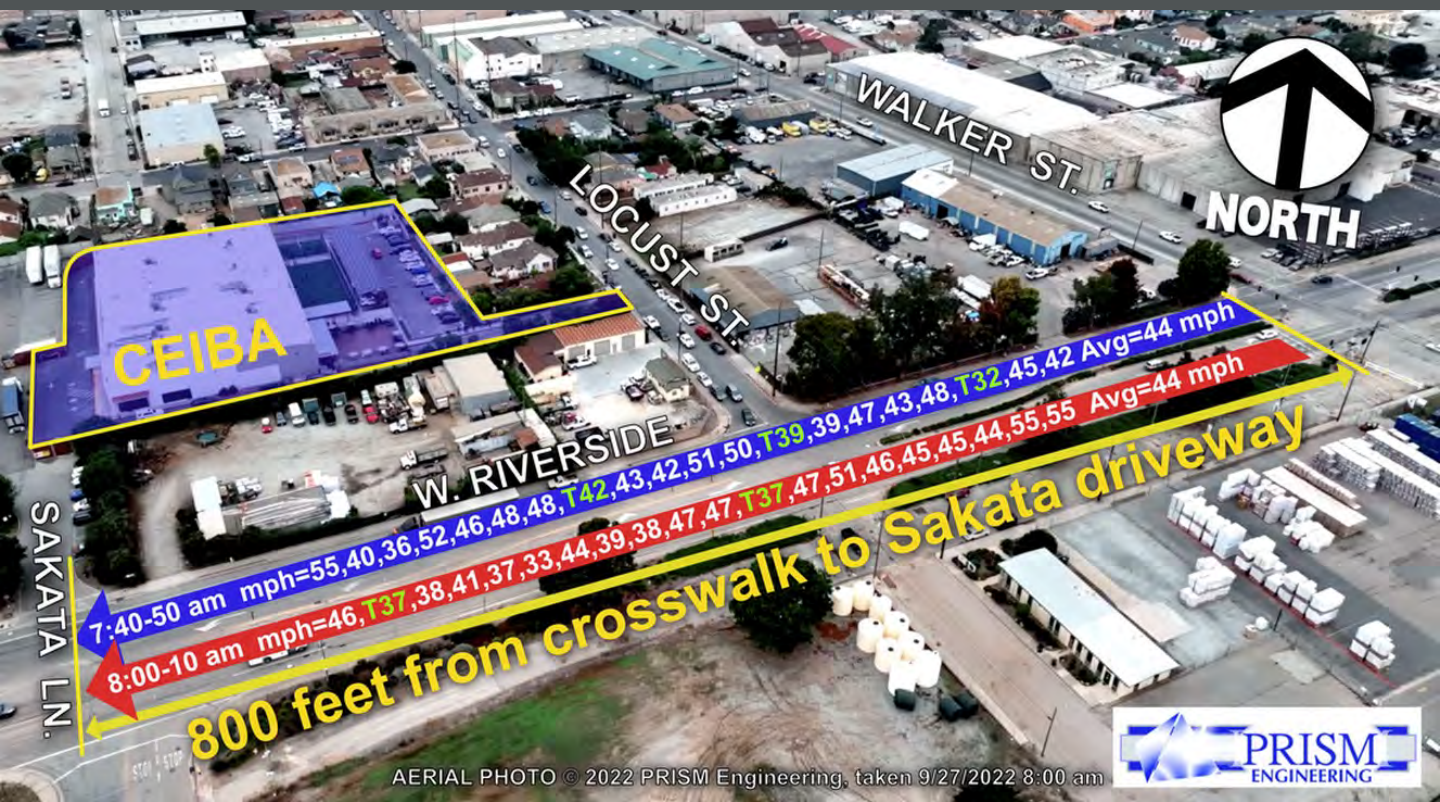 WALKER ST.
NORTH
LOCUST ST
CEIBA
W. RIVERSIDE
SAKATA LN.
7:40-50 am mph=55,40,36,52,46,48,48,T42,43,42,51,50,T39,39,47,43,48,T32,45,42 Avg=44 mph
8:00-10 am mph=46,T37,38,41,37,33,44,39,38,47,47,T37,47,51,46,45,45,44,55,55 Avg=44 mph
800 feet from crosswalk to Sakata driveway
STOP STOP
AERIAL PHOTO © 2022 PRISM Engineering, taken 9/27/2022 8:00 am
PRISM
ENGINEERING